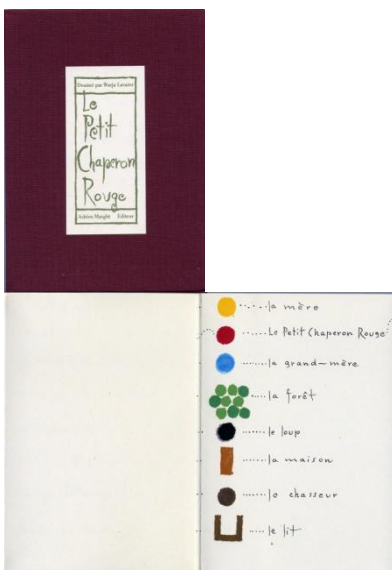 Dessiné par Warja Lavater
Le
Petit
Chaperon
Rouge
Adrien Maeght Editeur
la mère
Le Petit Chaperon Rouge
la grand-mère
la forêt
le loup
la maison
le chasseur
le lit